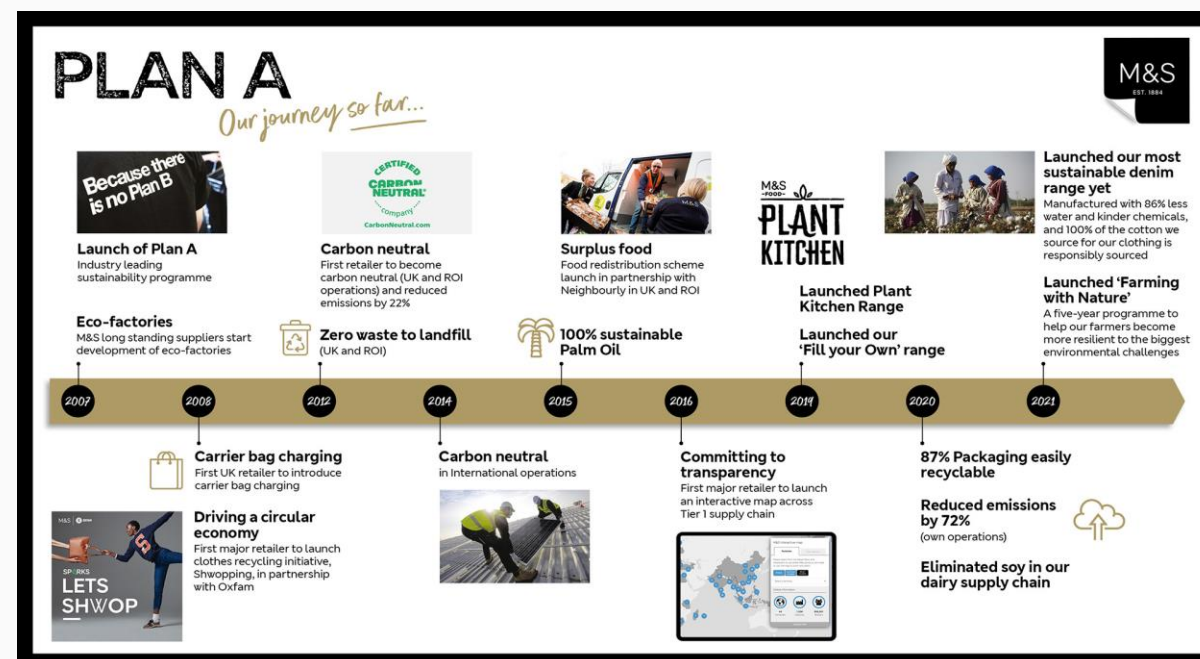 PLAN A
Our journey so far...
M&S
EST. 1884
Because there
is no Plan B
Launch of Plan A
Industry leading
sustainability programme
Eco-factories
M&S long standing suppliers start
development of eco-factories
CERTIFIED
CARBON
NEUTRAL®
company
CarbonNeutral.com
Carbon neutral
First retailer to become
carbon neutral (UK and ROI
operations) and reduced
emissions by 22%
Zero waste to landfill
(UK and ROI)
M&S
Surplus food
Food redistribution scheme
launch in partnership with
Neighbourly in UK and ROI
100% sustainable
Palm Oil
M&S
FOOD
PLANT
KITCHEN
Launched Plant
Kitchen Range
Launched our
‘Fill your Own’ range
Launched our most
sustainable denim
range yet
Manufactured with 86% less
water and kinder chemicals,
and 100% of the cotton we
source for our clothing is
responsibly sourced
Launched ‘Farming
with Nature’
A five-year programme to
help our farmers become
more resilient to the biggest
environmental challenges
2007
2008
2012
2014
2015
2016
2019
2020
2021
Carrier bag charging
First UK retailer to introduce
carrier bag charging
M&S
SPARKS
LETS
SHWOP
Driving a circular
economy
First major retailer to launch
clothes recycling initiative,
Shwopping, in partnership
with Oxfam
Carbon neutral
in International operations
Committing to
transparency
First major retailer to launch
an interactive map across
Tier 1 supply chain
87% Packaging easily
recyclable
Reduced emissions
by 72%
(own operations)
Eliminated soy in our
dairy supply chain